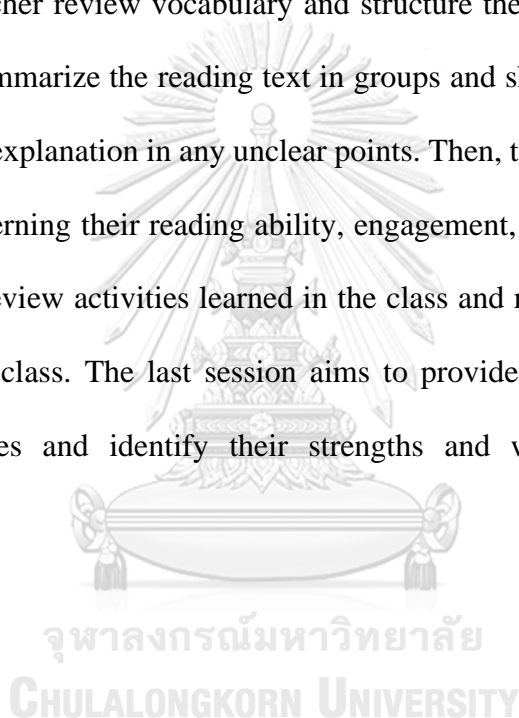 cher review vocabulary and structure the
mmarize the reading text in groups and sl
explanation in any unclear points. Then, t
erning their reading ability, engagement,
eview activities learned in the class and
class. The last session aims to provide
es and identify their strengths and
จุฬาลงกรณ์มหาวิทยาลัย
CHULALONGKORN UNIVERSITY